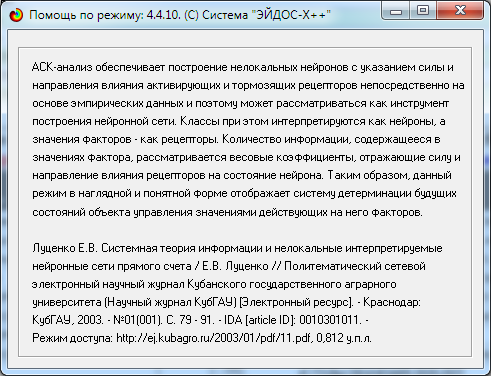 Помощь по режиму: 4.4.10. (C) Система "ЭЙДОС-X++"
АСК-анализ обеспечивает построение нелокальных нейронов с указанием силы и
направления влияния активирующих и тормозящих рецепторов непосредственно на
основе эмпирических данных и поэтому может рассматриваться как инструмент
построения нейронной сети. Классы при этом интерпретируются как нейроны, а
значения факторов - как рецепторы. Количество информации, содержащееся в
значениях фактора, рассматривается весовые коэффициенты, отражающие силу и
направление влияния рецепторов на состояние нейрона. Таким образом, данный
режим в наглядной и понятной форме отображает систему детерминации будущих
состояний объекта управления значениями действующих на него факторов.
Луценко Е.В. Системная теория информации и нелокальные интерпретируемые
нейронные сети прямого счета / Е.В. Луценко // Политематический сетевой
электронный научный журнал Кубанского государственного аграрного
университета (Научный журнал КубГАУ) [Электронный ресурс]. - Краснодар:
КубГАУ, 2003. - №01(001). С. 79 - 91. - IDA [article ID]: 0010301011. -
Режим доступа: http://ej.kubagro.ru/2003/01/pdf/11.pdf, 0,812 у.п.л.